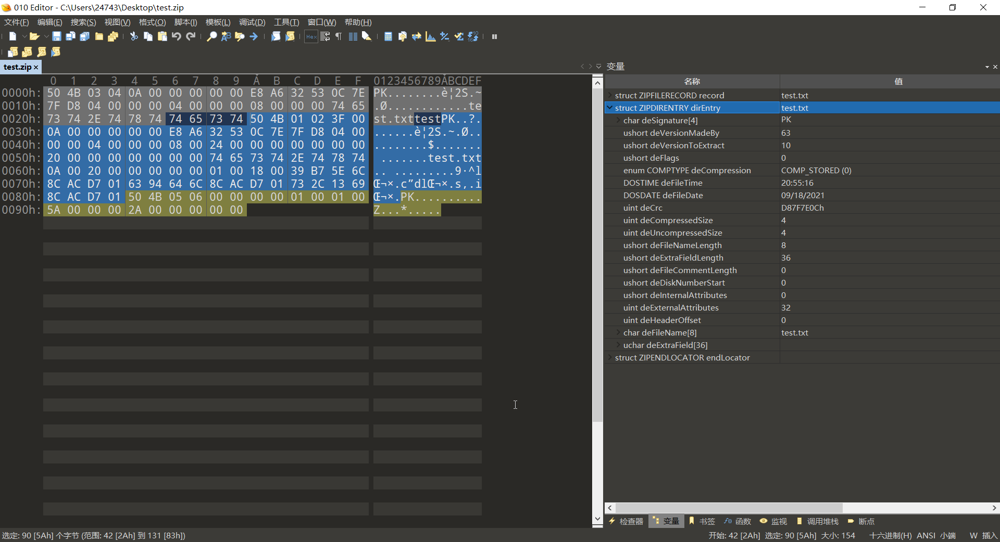 010 Editor - C:\Users\24743\Desktop\test.zip
文件(F) 编辑(E) 搜索(S) 视图(V) 格式(O) 脚本(I) 模板(L) 调试(D) 工具(T) 窗口(W) 帮助(H)
Hex
test.zip ×
变量
0 1 2 3 4 5 6 7 8 9 A B C D E F 0123456789ABCDEF
0000h: 50 4B 03 04 0A 00 00 00 00 00 E8 A6 32 53 0C 7E PK........è¦2S.~
0010h: 7F D8 04 00 00 00 04 00 00 00 08 00 00 00 74 65 .Ø............te
0020h: 73 74 2E 74 78 74 74 65 73 74 50 4B 01 02 3F 00 st.txttestPK..?.
0030h: 0A 00 00 00 00 00 E8 A6 32 53 0C 7E 7F D8 04 00 ......è¦2S.~.Ø..
0040h: 00 00 04 00 00 00 08 00 24 00 00 00 00 00 00 00 ........$.......
0050h: 20 00 00 00 00 00 00 00 74 65 73 74 2E 74 78 74  .......test.txt
0060h: 0A 00 20 00 00 00 00 00 01 00 18 00 39 B7 5E 6C .. .........9·^l
0070h: 8C AC D7 01 63 94 64 6C 8C AC D7 01 73 2C 13 69 Œ¬×.c”dlŒ¬×.s,.i
0080h: 8C AC D7 01 50 4B 05 06 00 00 00 00 01 00 01 00 Œ¬×.PK..........
0090h: 5A 00 00 00 2A 00 00 00 00 00 Z...*.....
名称 值
struct ZIPFILERECORD record test.txt
struct ZIPDIRENTRY dirEntry test.txt
char deSignature[4] PK
ushort deVersionMadeBy 63
ushort deVersionToExtract 10
ushort deFlags 0
enum COMPTYPE deCompression COMP_STORED (0)
DOSTIME deFileTime 20:55:16
DOSDATE deFileDate 09/18/2021
uint deCrc D87F7E0Ch
uint deCompressedSize 4
uint deUncompressedSize 4
ushort deFileNameLength 8
ushort deExtraFieldLength 36
ushort deFileCommentLength 0
ushort deDiskNumberStart 0
ushort deInternalAttributes 0
uint deExternalAttributes 32
uint deHeaderOffset 0
char deFileName[8] test.txt
uchar deExtraField[36]
struct ZIPENDLOCATOR endLocator
检查器 变量 书签 函数 监视 调用堆栈 断点
选定: 90 [5Ah] 个字节 (范围: 42 [2Ah] 到 131 [83h]) 开始: 42 [2Ah] 选定: 90 [5Ah] 大小: 154 十六进制(H) ANSI 小端 W 插入